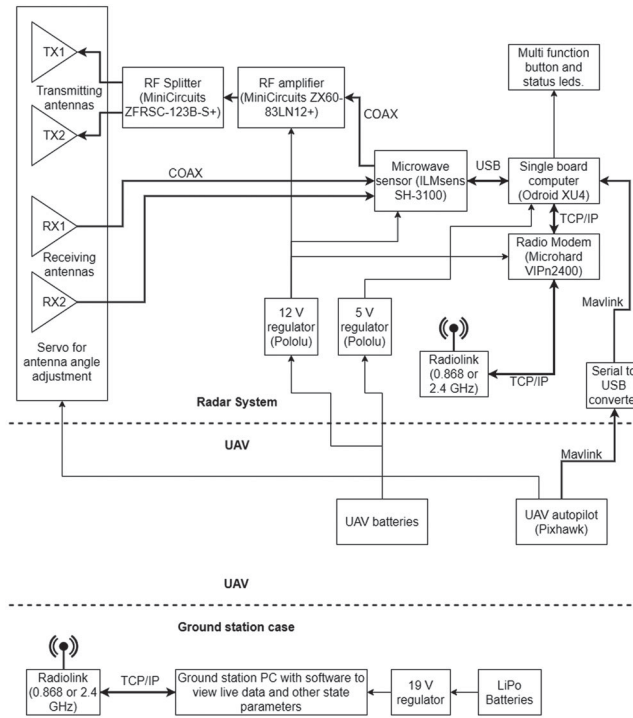 TX1
Transmitting
antennas
TX2
RX1
Receiving
antennas
RX2
Servo for
antenna angle
adjustment
RF Splitter
(MiniCircuits
ZFRSC-123B-S+)
RF amplifier
(MiniCircuits ZX60-
83LN12+)
COAX
COAX
Microwave
sensor (ILMsens
SH-3100)
USB
Multi function
button and
status leds.
Single board
computer
(Odroid XU4)
TCP/IP
Radio Modem
(Microhard
VIPn2400)
Mavlink
12 V
regulator
(Pololu)
5 V
regulator
(Pololu)
Radiolink
(0.868 or
2.4 GHz)
TCP/IP
Serial to
USB
converter
Radar System
UAV
Mavlink
UAV batteries
UAV autopilot
(Pixhawk)
UAV
Ground station case
Radiolink
(0.868 or 2.4
GHz)
TCP/IP
Ground station PC with software to
view live data and other state
parameters
19 V
regulator
LiPo
Batteries